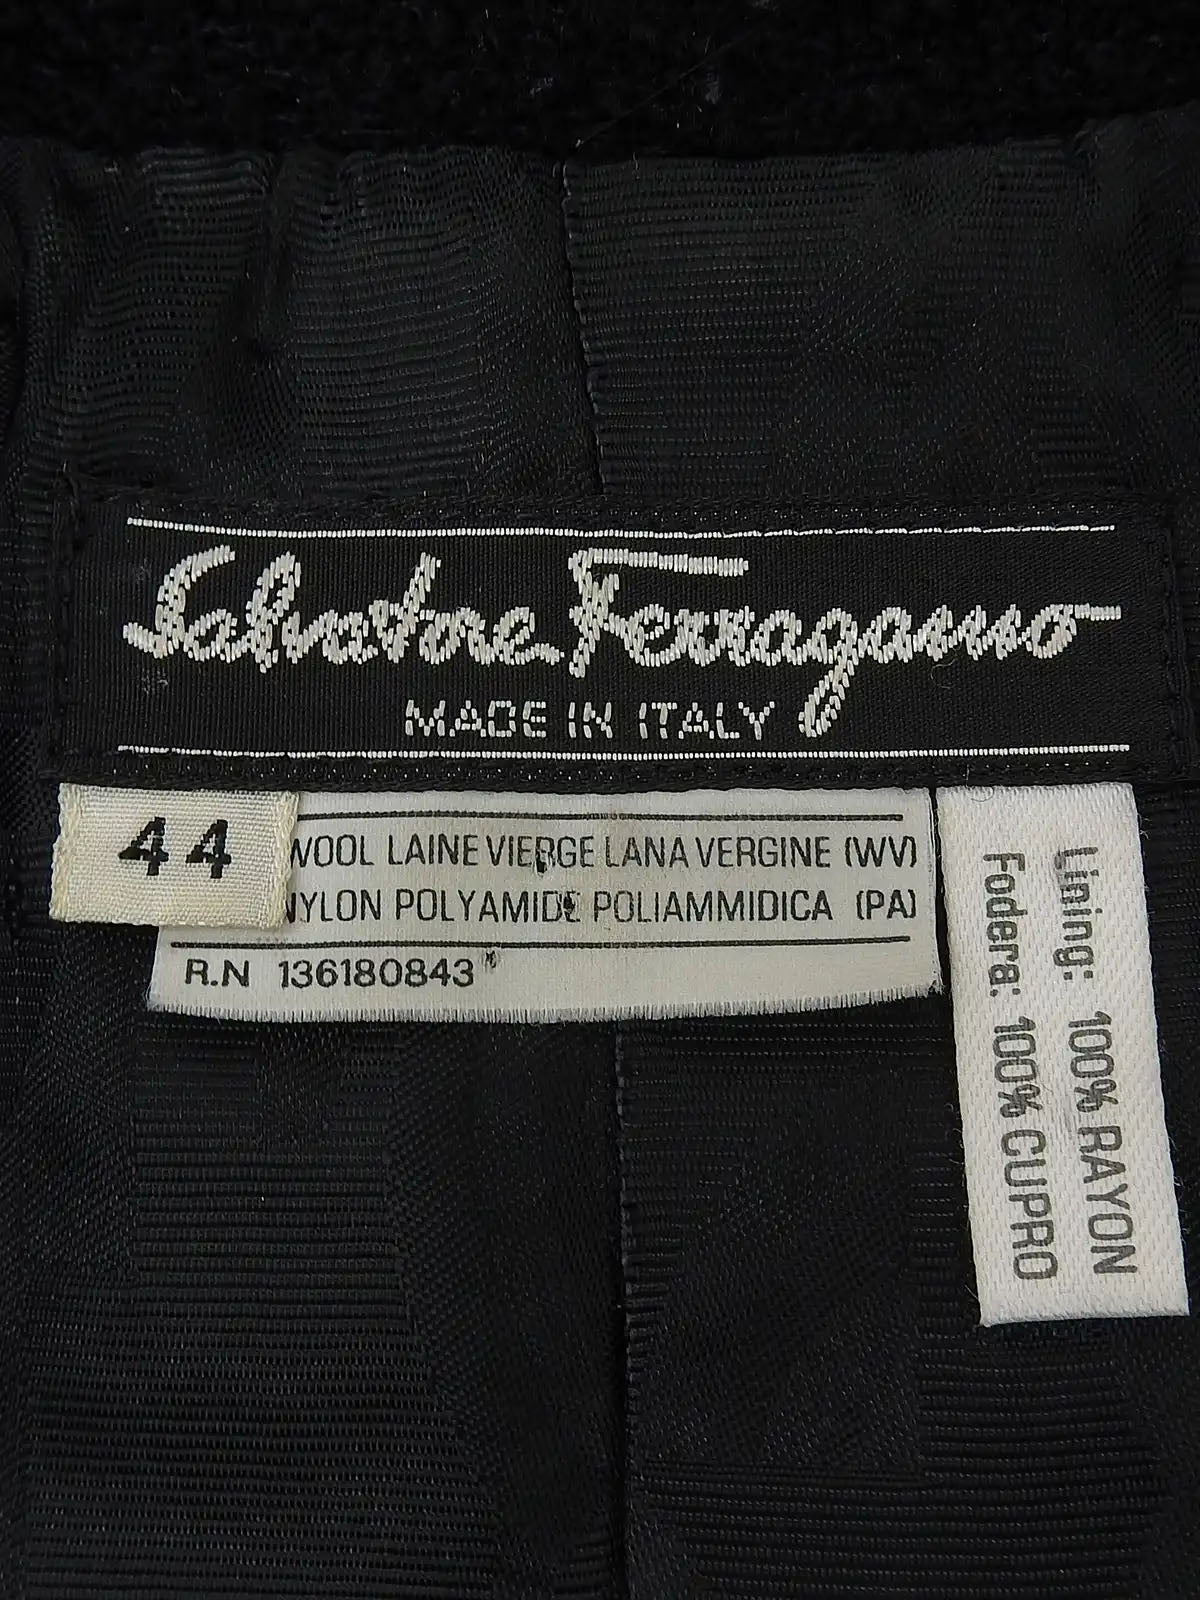 Salvatore Ferragamo
MADE IN ITALY
44
WOOL LAINE VIERGE LANA VERGINE (WV)
NYLON POLYAMIDE POLIAMMIDICA (PA)
R.N 136180843
Lining: 100% RAYON
Fodera: 100% CUPRO